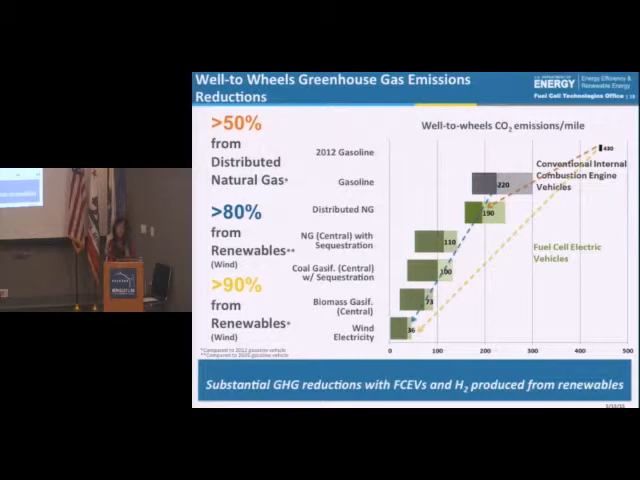 Well-to Wheels Greenhouse Gas Emissions
Reductions
U.S. DEPARTMENT OF
ENERGY
Energy Efficiency &
Renewable Energy
Fuel Cell Technologies Office | 18
>50%
from
Distributed
Natural Gas*
>80%
from
Renewables**
(Wind)
>90%
from
Renewables*
(Wind)
*Compared to 2012 gasoline vehicle
**Compared to 2035 gasoline vehicle
Well-to-wheels CO2 emissions/mile
2012 Gasoline
430
Conventional Internal
Combustion Engine
Vehicles
Gasoline
220
Distributed NG
190
NG (Central) with
Sequestration
110
Fuel Cell Electric
Vehicles
Coal Gasif. (Central)
w/ Sequestration
100
Biomass Gasif.
(Central)
73
Wind
Electricity
36
0
100
200
300
400
500
Substantial GHG reductions with FCEVs and H2 produced from renewables